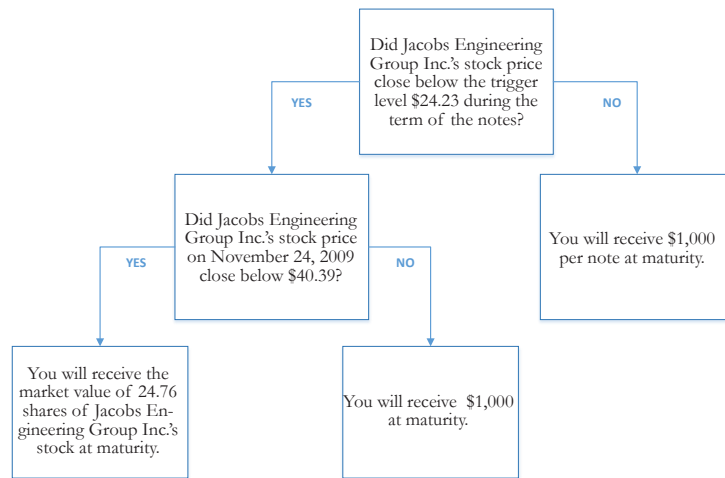 Did Jacobs Engineering
Group Inc.'s stock price
close below the trigger
level $24.23 during the
term of the notes?
YES
NO
Did Jacobs Engineering
Group Inc.'s stock price
on November 24, 2009
close below $40.39?
You will receive $1,000
per note at maturity.
YES
NO
You will receive the
market value of 24.76
shares of Jacobs En-
gineering Group Inc.'s
stock at maturity.
You will receive $1,000
at maturity.